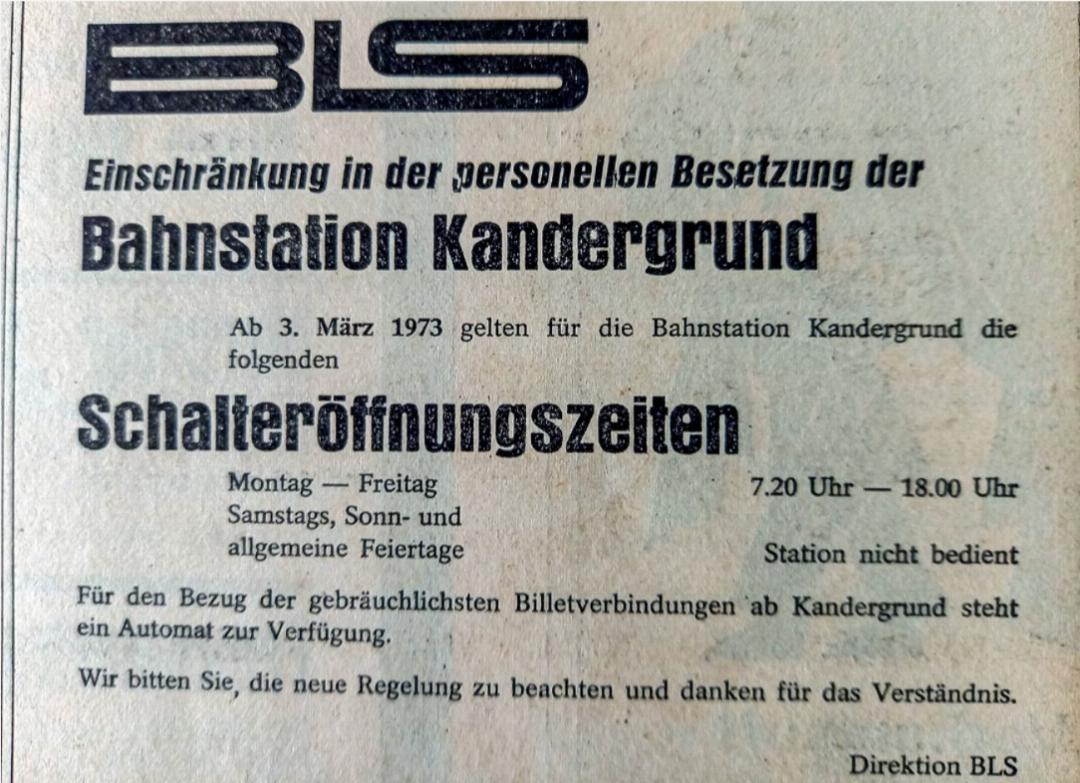 BLS
Einschränkung in der personellen Besetzung der
Bahnstation Kandergrund
Ab 3. März 1973 gelten für die Bahnstation Kandergrund die
folgenden
Schalteröffnungszeiten
Montag — Freitag 7.20 Uhr — 18.00 Uhr
Samstags, Sonn- und
allgemeine Feiertage Station nicht bedient
Für den Bezug der gebräuchlichsten Billetverbindungen ab Kandergrund steht
ein Automat zur Verfügung.
Wir bitten Sie, die neue Regelung zu beachten und danken für das Verständnis.
Direktion BLS